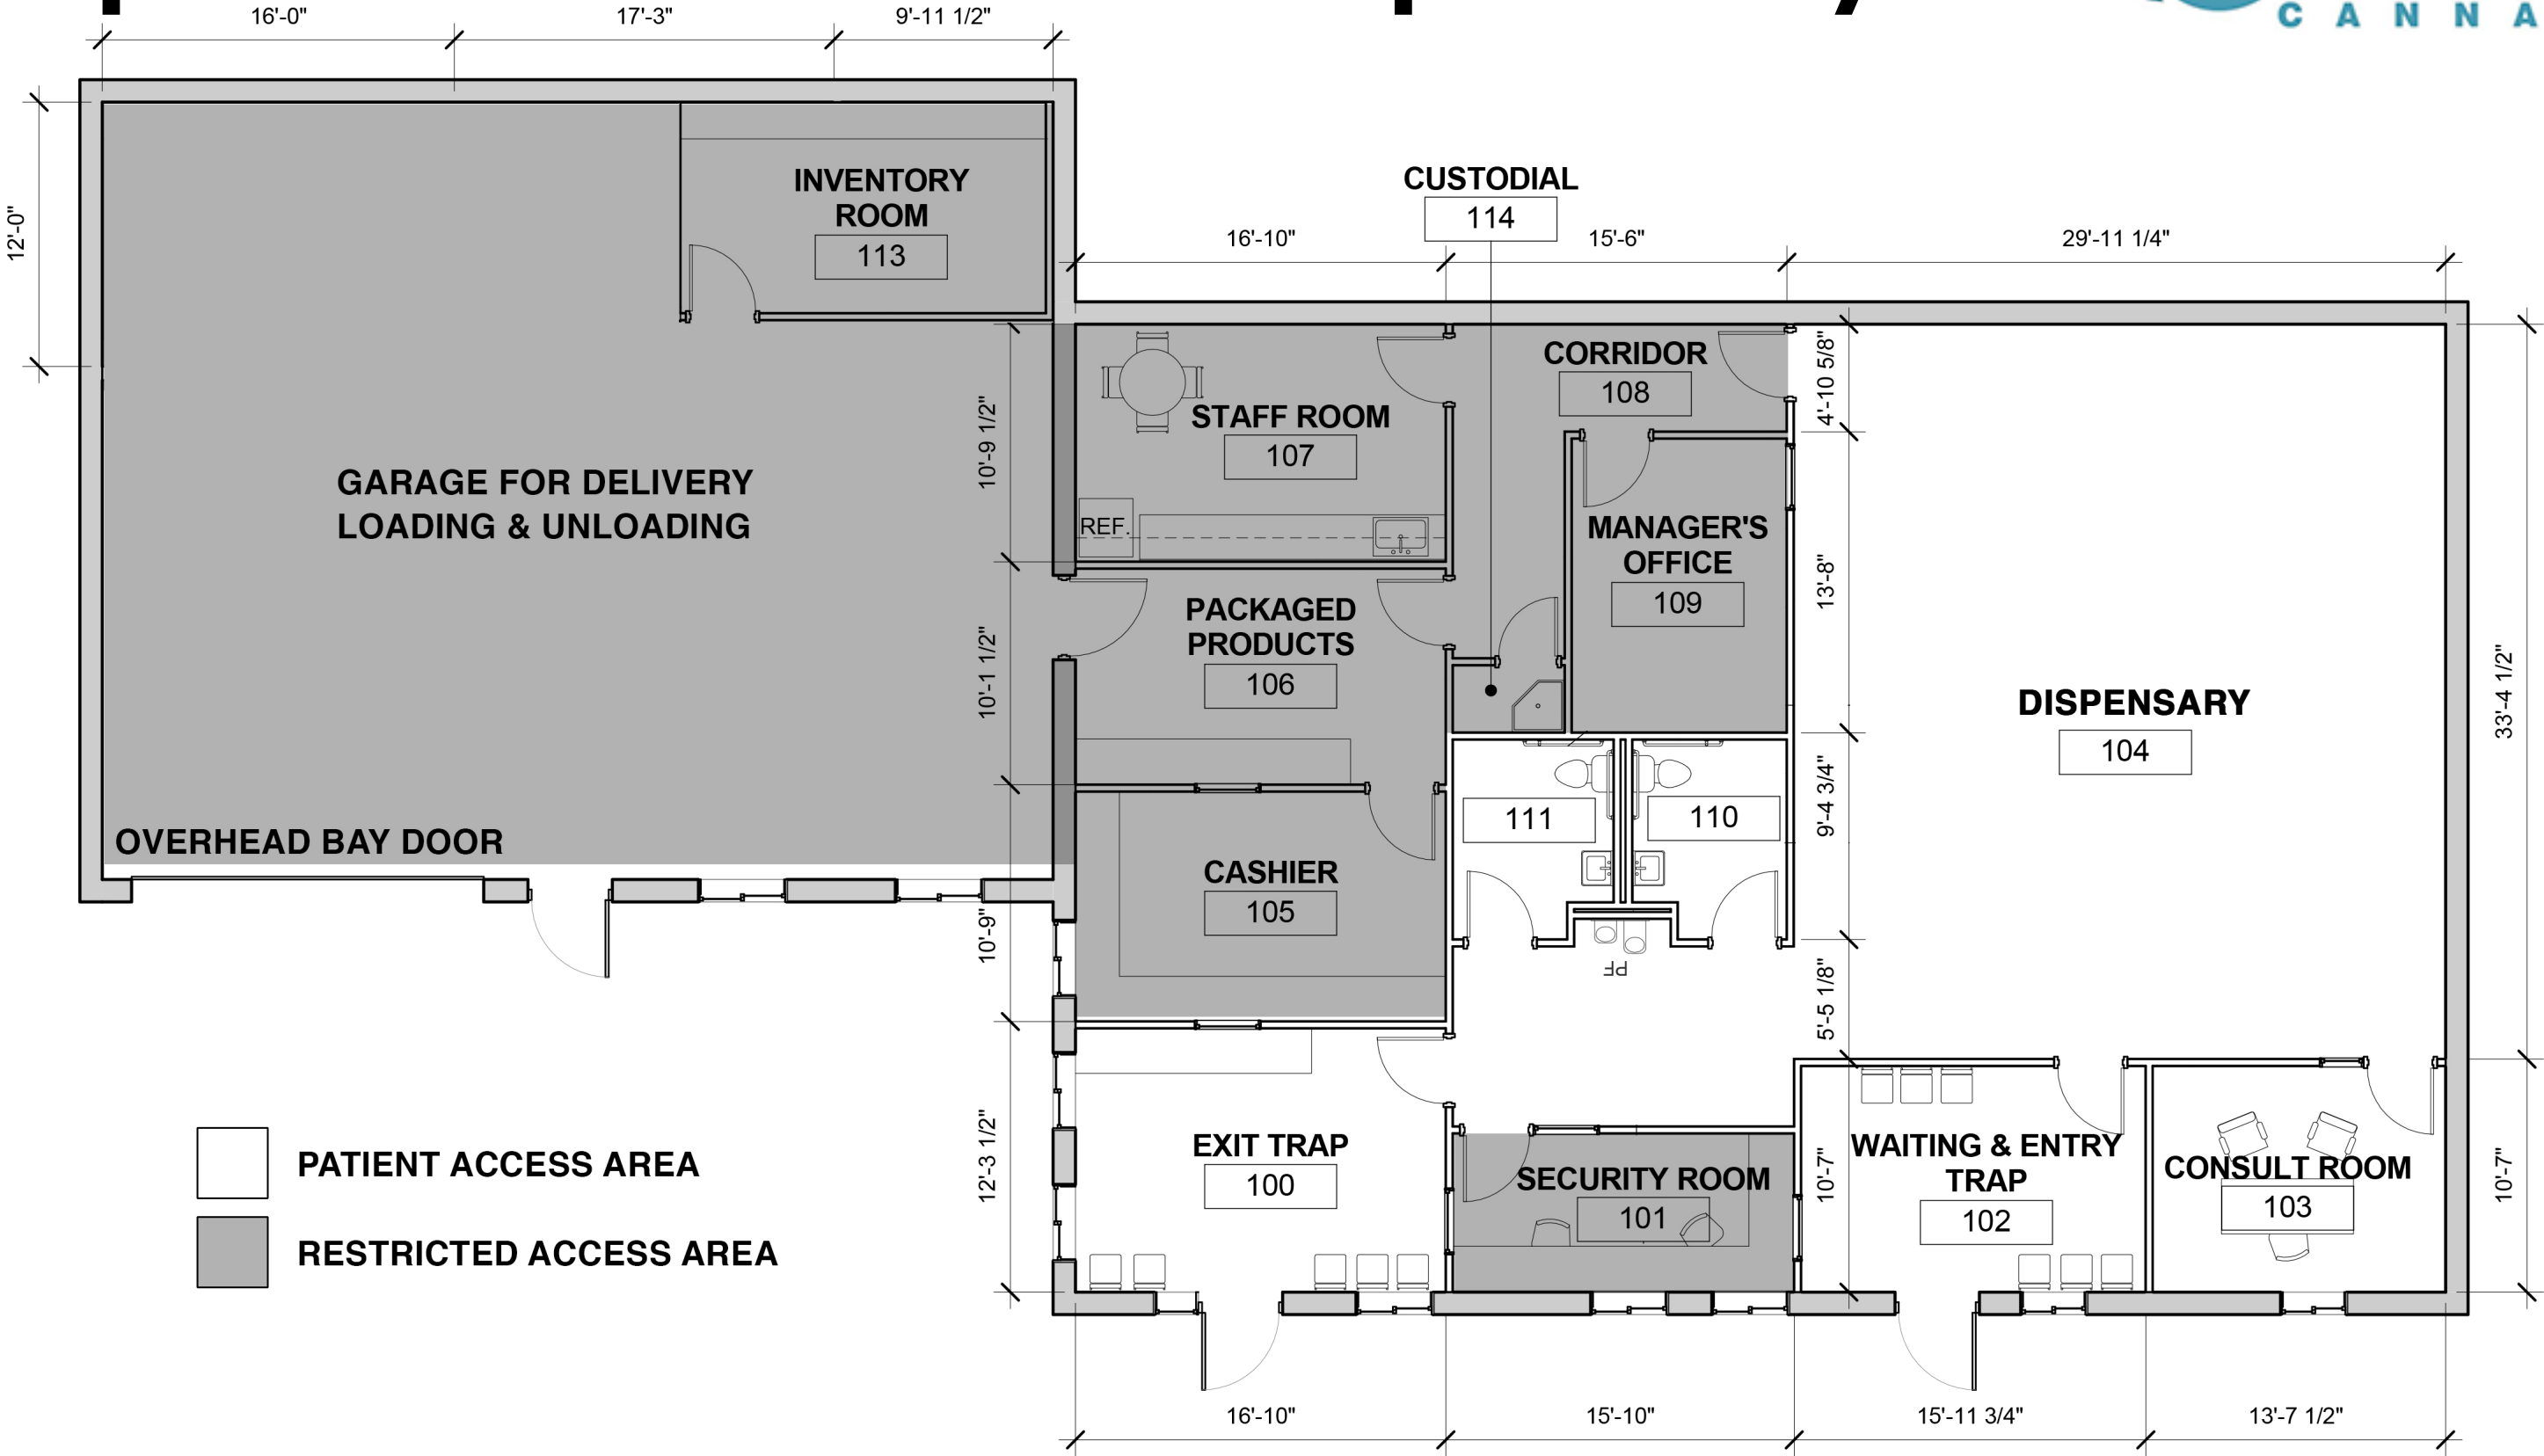 CANNA
16'-0"
17'-3"
9'-11 1/2"
12'-0"
INVENTORY
ROOM
113
CUSTODIAL
114
16'-10"
15'-6"
29'-11 1/4"
CORRIDOR
108
4'-10 5/8"
STAFF ROOM
107
10'-9 1/2"
REF.
GARAGE FOR DELIVERY
LOADING & UNLOADING
MANAGER'S
OFFICE
109
13'-8"
PACKAGED
PRODUCTS
106
10'-1 1/2"
DISPENSARY
104
33'-4 1/2"
111
110
9'-4 3/4"
OVERHEAD BAY DOOR
CASHIER
105
10'-9"
PF
5'-5 1/8"
PATIENT ACCESS AREA
RESTRICTED ACCESS AREA
12'-3 1/2"
EXIT TRAP
100
SECURITY ROOM
101
10'-7"
WAITING & ENTRY
TRAP
102
CONSULT ROOM
103
10'-7"
16'-10"
15'-10"
15'-11 3/4"
13'-7 1/2"